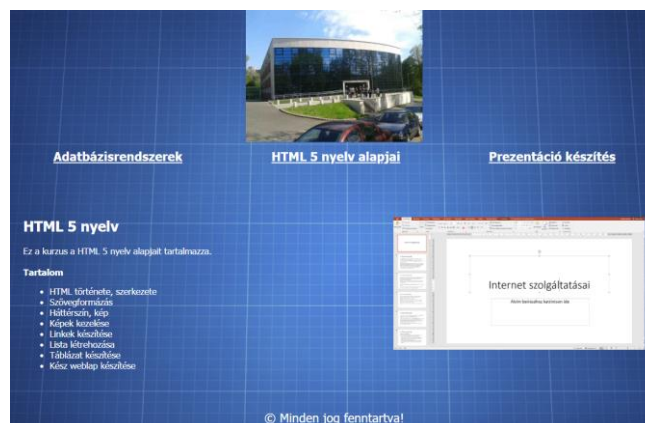 Adatbázisrendszerek
HTML 5 nyelv alapjai
Prezentáció készítés
HTML 5 nyelv
Ez a kurzus a HTML 5 nyelv alapjait tartalmazza.
Tartalom
HTML története, szerkezete
Szövegformázás
Háttérszín, kép
Képek kezelése
Linkek készítése
Lista létrehozása
Táblázat készítése
Kész weblap készítése
Internet szolgáltatásai
© Minden jog fenntartva!